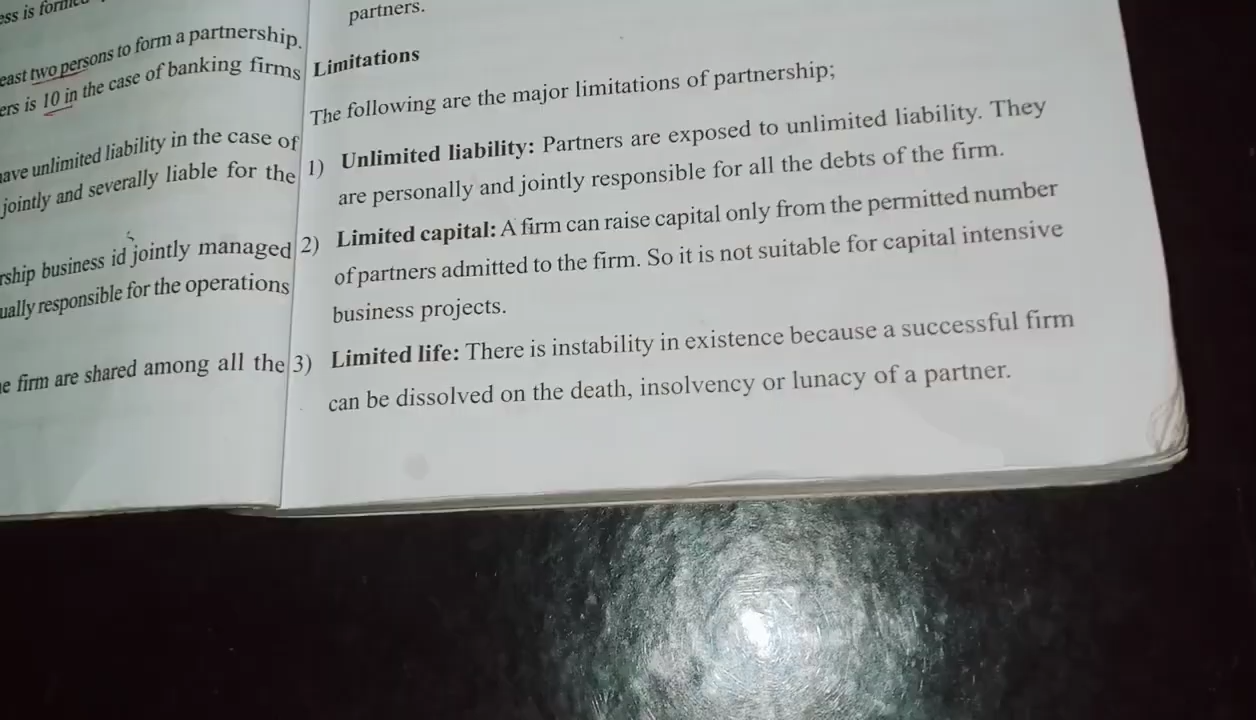 ess is
east two persons to form a partnership.
ers is 10 in the case of banking firms
ave unlimited liability in the case of
jointly and severally liable for the
rship business id jointly managed
ually responsible for the operations
e firm are shared among all the
partners.
Limitations
The following are the major limitations of partnership;
1) Unlimited liability: Partners are exposed to unlimited liability. They
are personally and jointly responsible for all the debts of the firm.
2) Limited capital: A firm can raise capital only from the permitted number
of partners admitted to the firm. So it is not suitable for capital intensive
business projects.
3) Limited life: There is instability in existence because a successful firm
can be dissolved on the death, insolvency or lunacy of a partner.